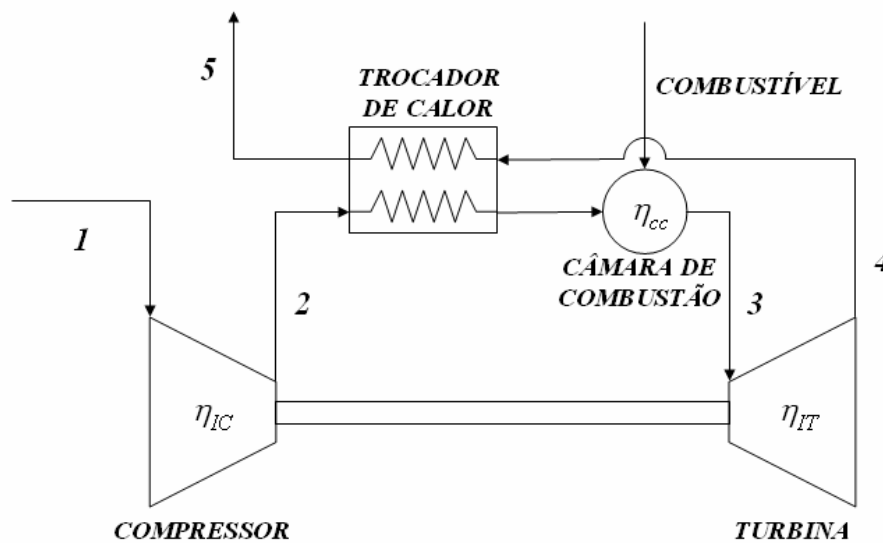 5
TROCADOR
DE CALOR
COMBUSTÍVEL
1
η_cc
CÂMARA DE
COMBUSTÃO
2
3
4
η_IC
η_IT
COMPRESSOR
TURBINA